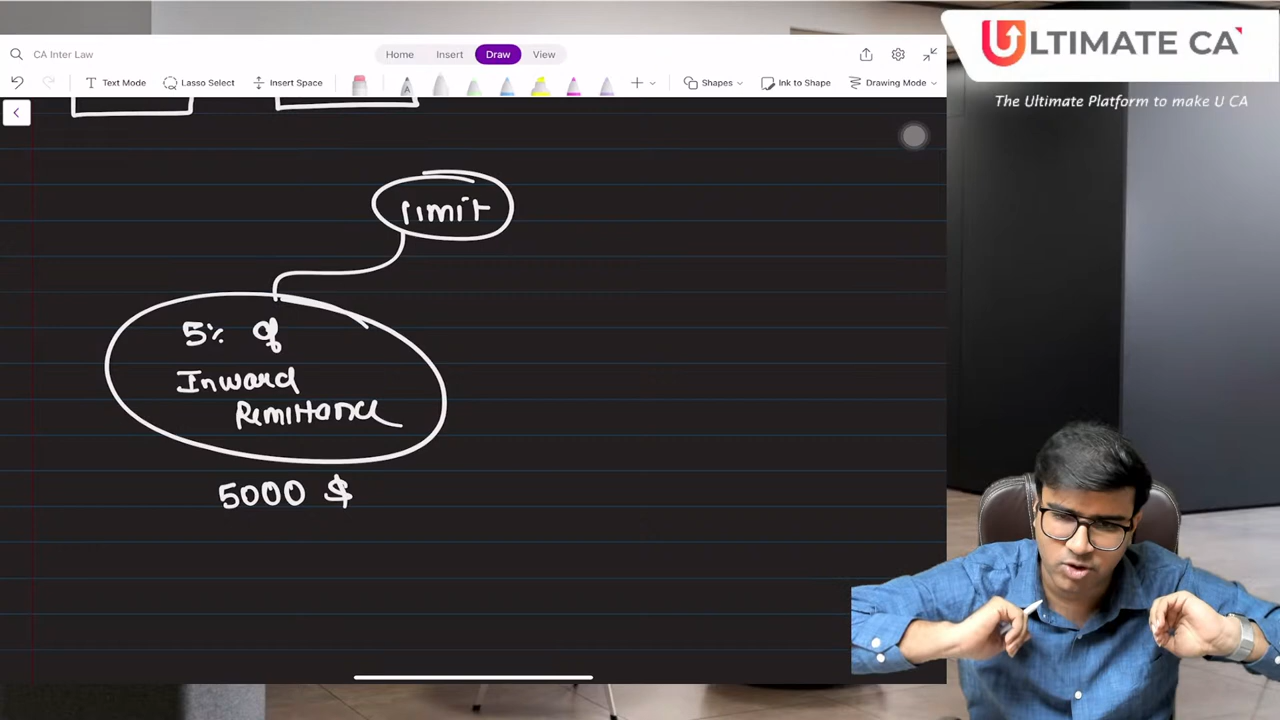 CA Inter Law
Home Insert Draw View
Text Mode Lasso Select Insert Space Shapes Ink to Shape Drawing Mode
ULTIMATE CA
The Ultimate Platform to make U CA
limit
5% of
Inward
Remittance
5000 $